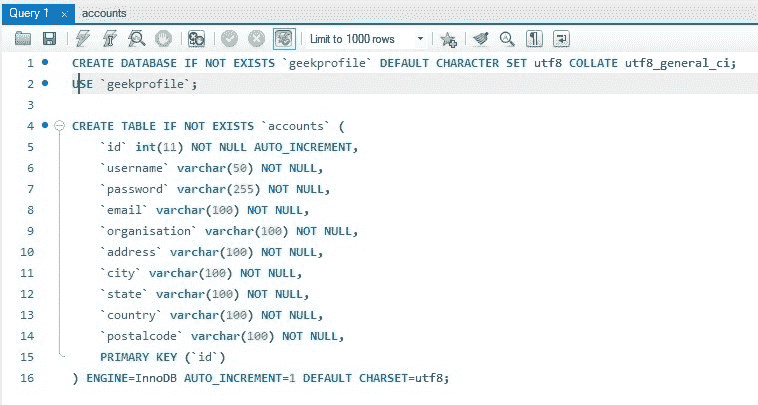 Query 1 × accounts
Limit to 1000 rows
1 CREATE DATABASE IF NOT EXISTS `geekprofile` DEFAULT CHARACTER SET utf8 COLLATE utf8_general_ci;
2 USE `geekprofile`;
3
4 CREATE TABLE IF NOT EXISTS `accounts` (
5 `id` int(11) NOT NULL AUTO_INCREMENT,
6 `username` varchar(50) NOT NULL,
7 `password` varchar(255) NOT NULL,
8 `email` varchar(100) NOT NULL,
9 `organisation` varchar(100) NOT NULL,
10 `address` varchar(100) NOT NULL,
11 `city` varchar(100) NOT NULL,
12 `state` varchar(100) NOT NULL,
13 `country` varchar(100) NOT NULL,
14 `postalcode` varchar(100) NOT NULL,
15 PRIMARY KEY (`id`)
16 ) ENGINE=InnoDB AUTO_INCREMENT=1 DEFAULT CHARSET=utf8;